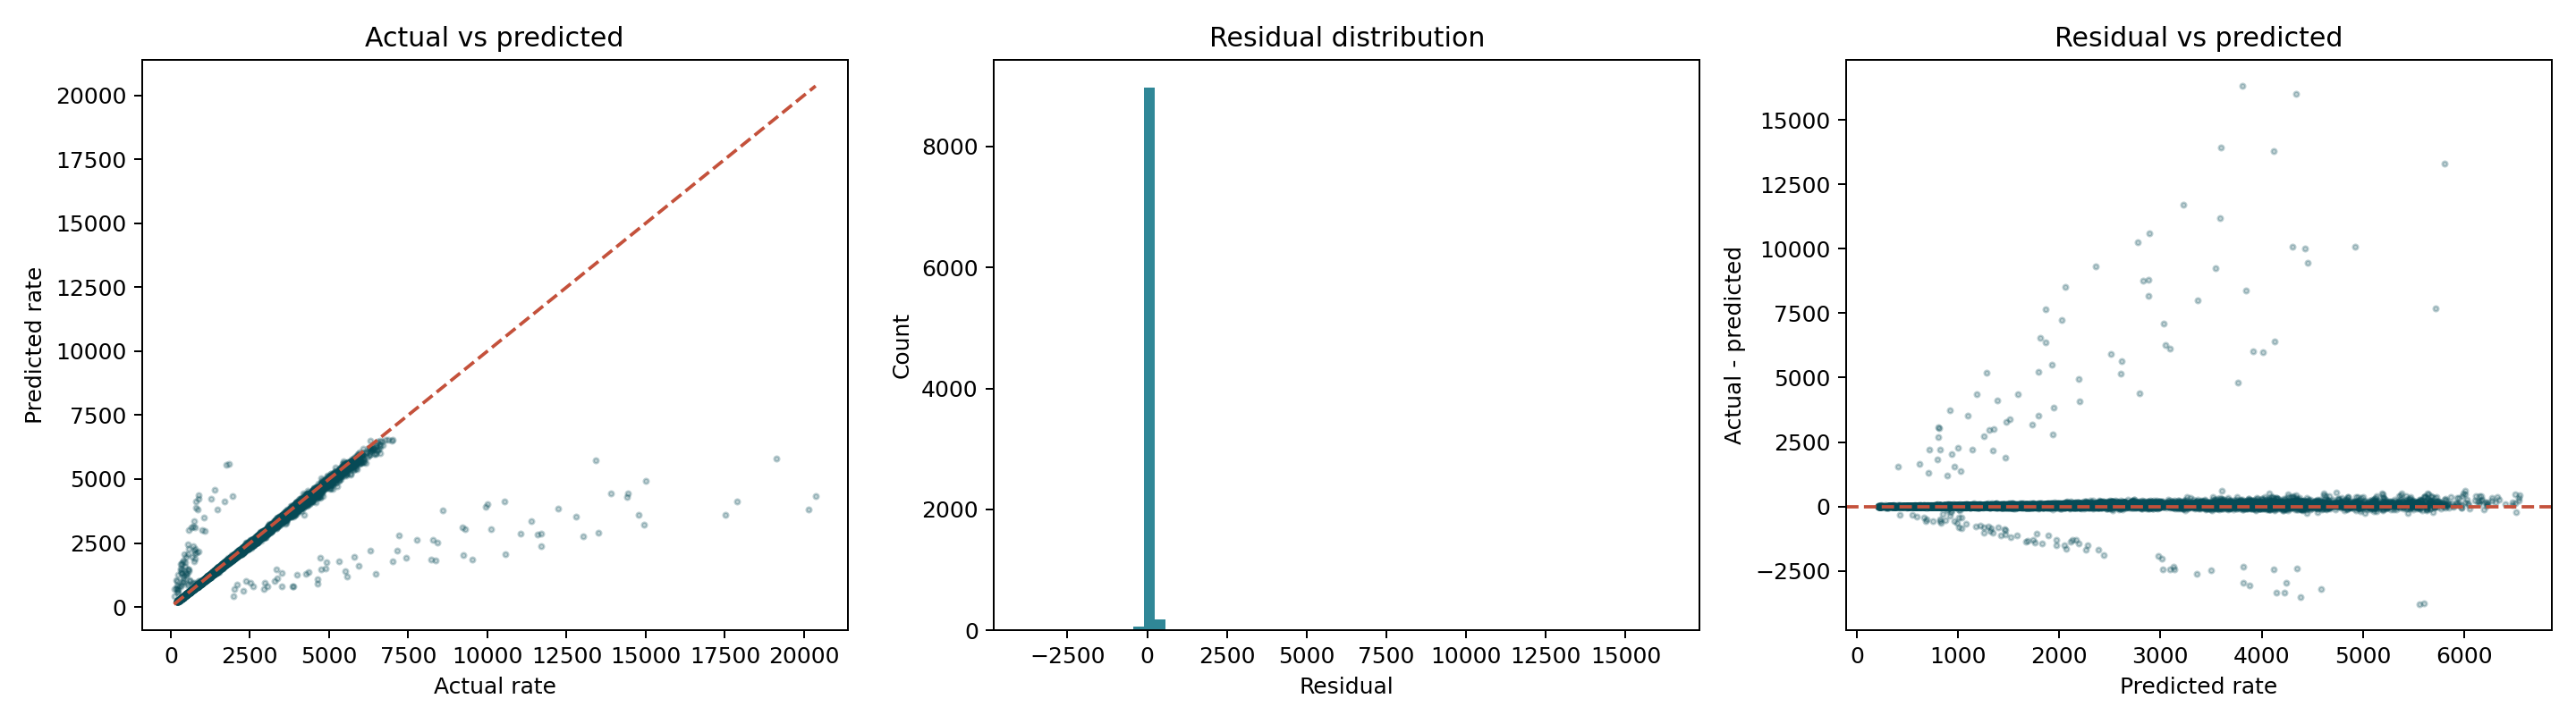 Actual vs predicted
Predicted rate
20000
17500
15000
12500
10000
7500
5000
2500
0
0 2500 5000 7500 10000 12500 15000 17500 20000
Actual rate
Residual distribution
Count
8000
6000
4000
2000
0
−2500 0 2500 5000 7500 10000 12500 15000
Residual
Residual vs predicted
Actual - predicted
15000
12500
10000
7500
5000
2500
0
−2500
0 1000 2000 3000 4000 5000 6000
Predicted rate